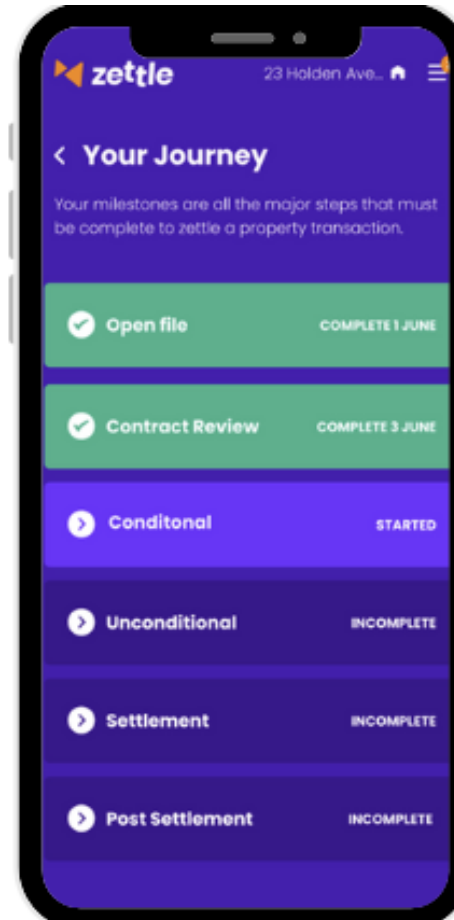 zettle
23 Holden Ave...
Your Journey
Your milestones are all the major steps that must
be complete to zettle a property transaction.
Open file COMPLETE 1 JUNE
Contract Review COMPLETE 3 JUNE
Conditonal STARTED
Unconditional INCOMPLETE
Settlement INCOMPLETE
Post Settlement INCOMPLETE